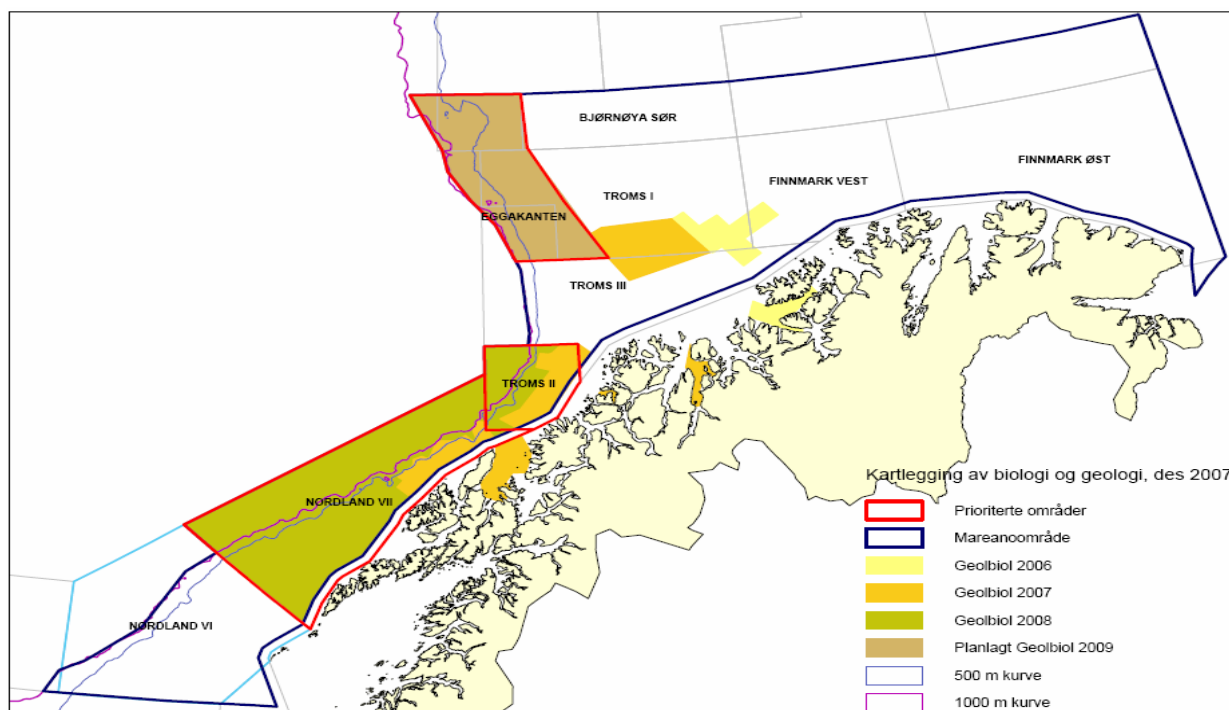 BJØRNØYA SØR
FINNMARK ØST
FINNMARK VEST
TROMS I
EGGAKANTEN
TROMS III
TROMS II
NORDLAND VII
NORDLAND VI
Kartlegging av biologi og geologi, des 2007
Prioriterte områder
Mareanoområde
Geolbiol 2006
Geolbiol 2007
Geolbiol 2008
Planlagt Geolbiol 2009
500 m kurve
1000 m kurve